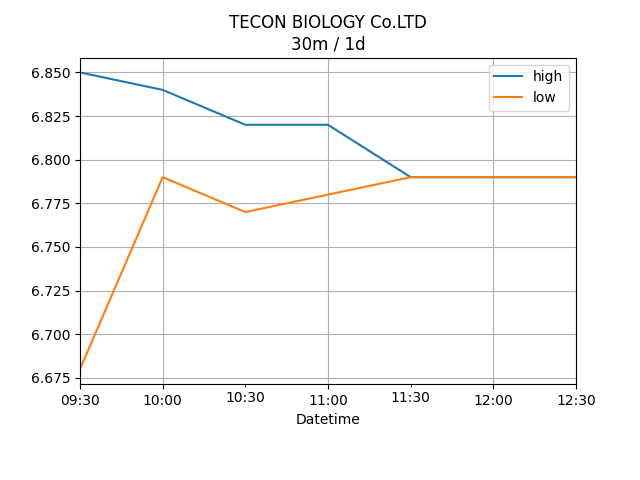 TECON BIOLOGY Co.LTD
30m / 1d
high
low
6.850
6.825
6.800
6.775
6.750
6.725
6.700
6.675
09:30 10:00 10:30 11:00 11:30 12:00 12:30
Datetime